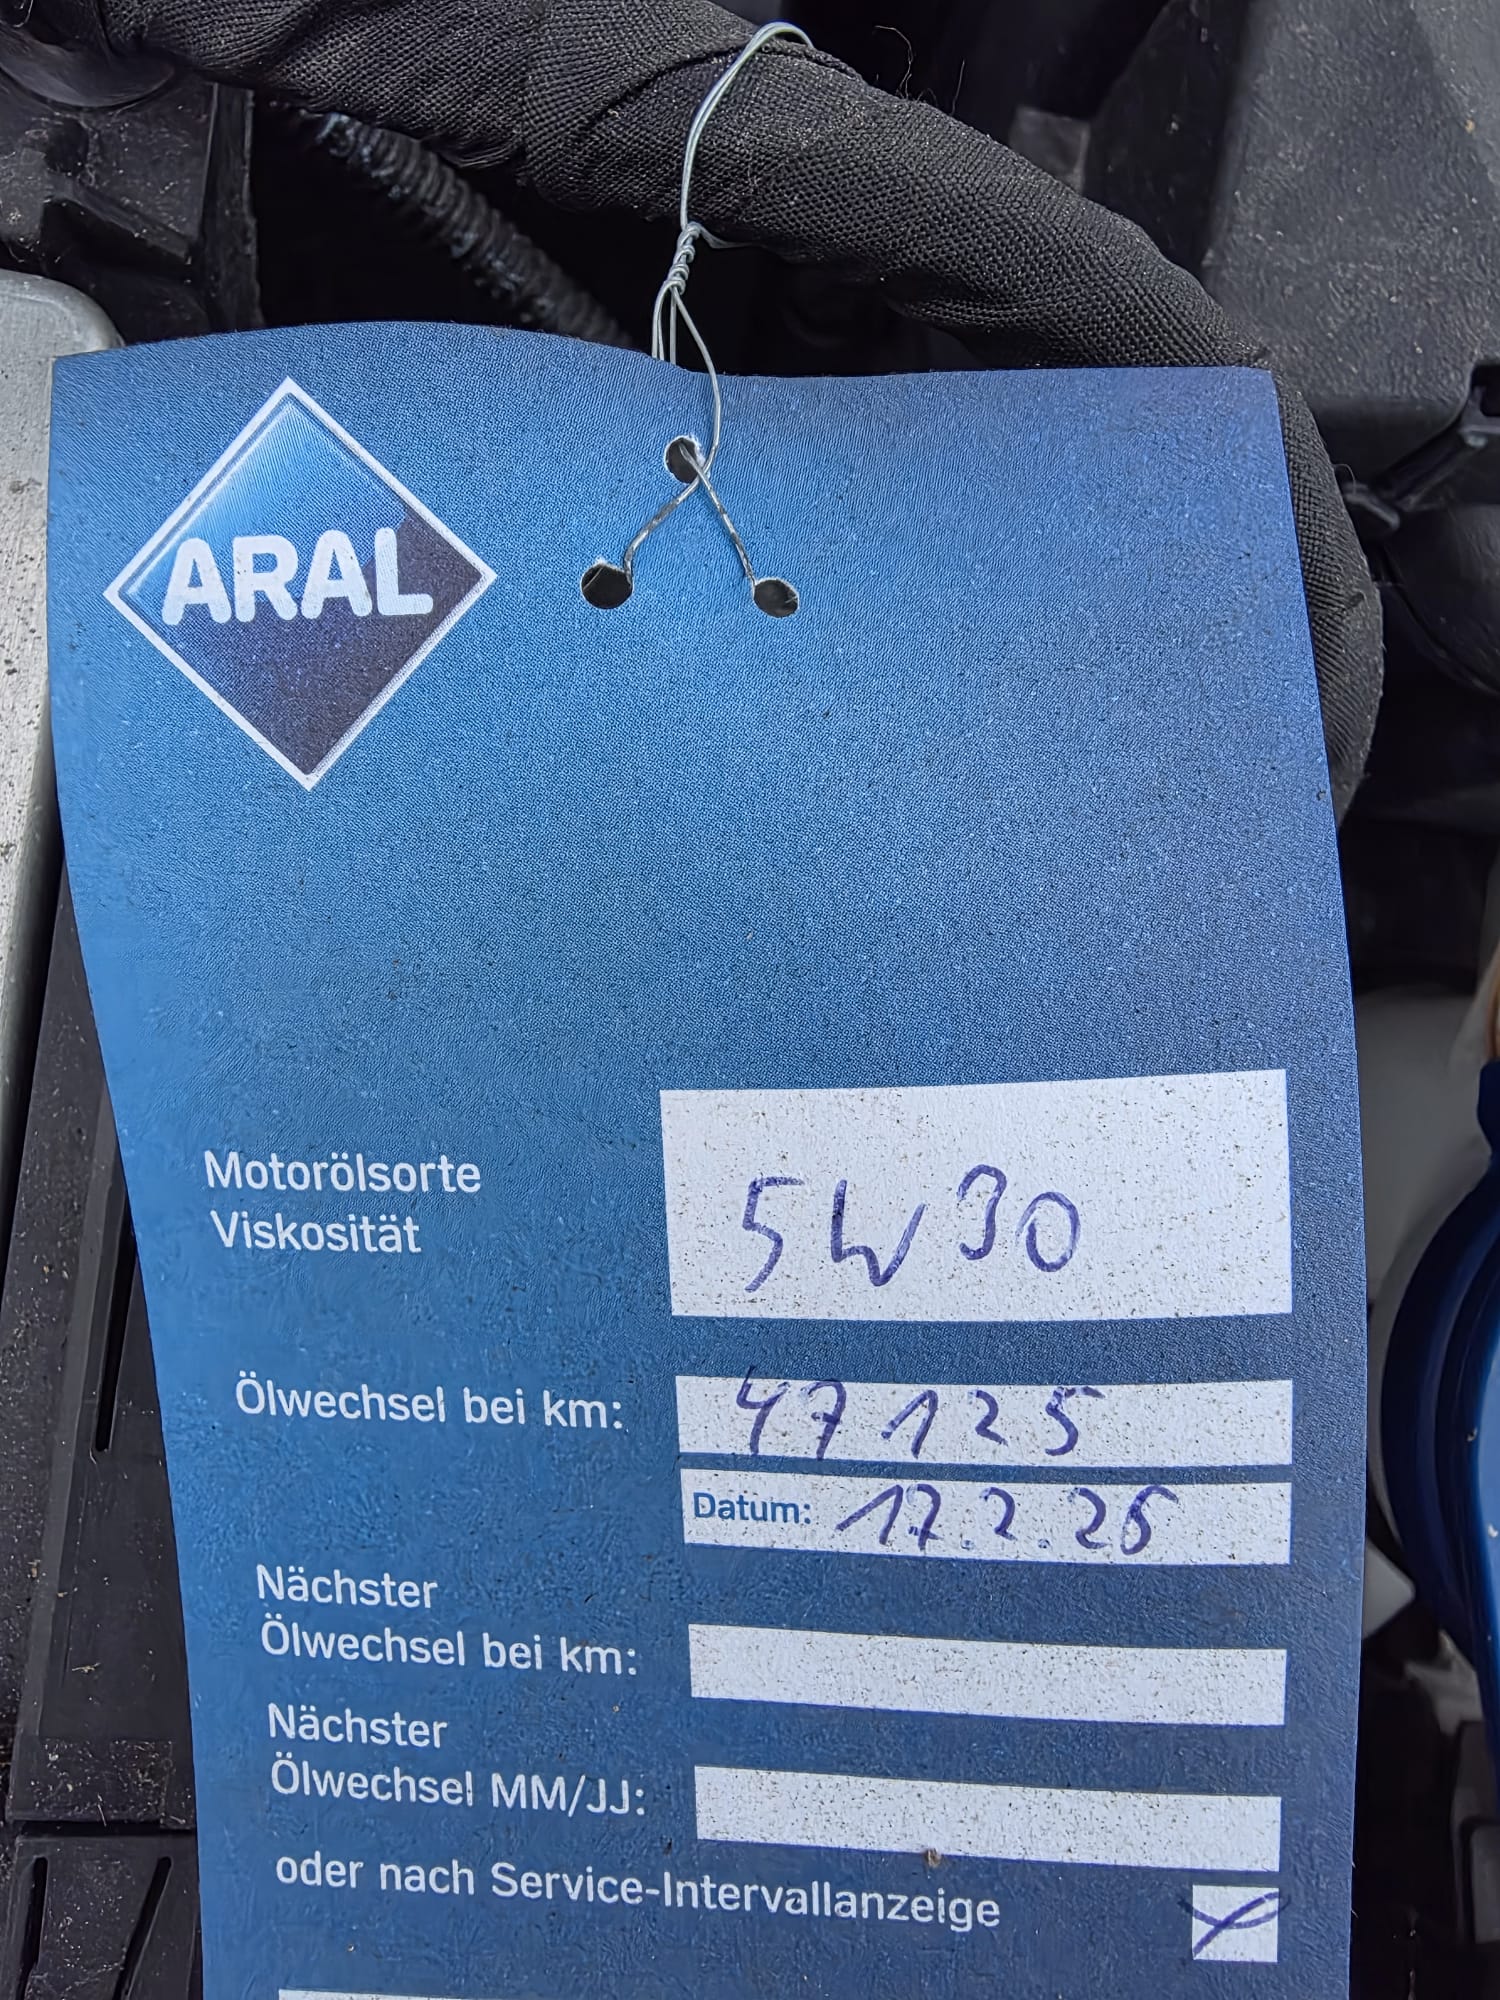 ARAL
Motorölsorte
Viskosität
5W30
Ölwechsel bei km: 47125
Datum: 17.2.26
Nächster
Ölwechsel bei km:
Nächster
Ölwechsel MM/JJ:
oder nach Service-Intervallanzeige